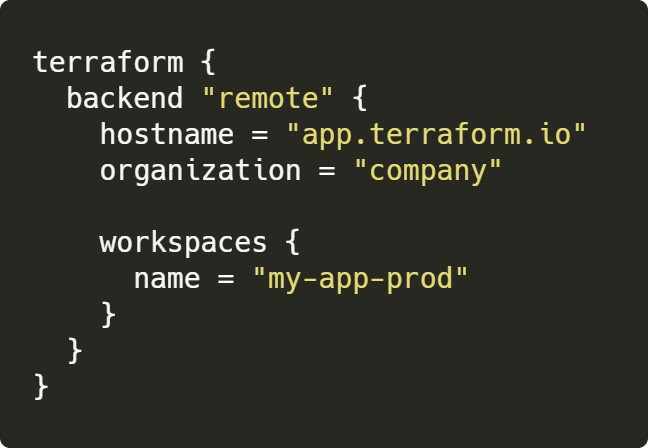 terraform {
  backend "remote" {
    hostname = "app.terraform.io"
    organization = "company"

    workspaces {
      name = "my-app-prod"
    }
  }
}